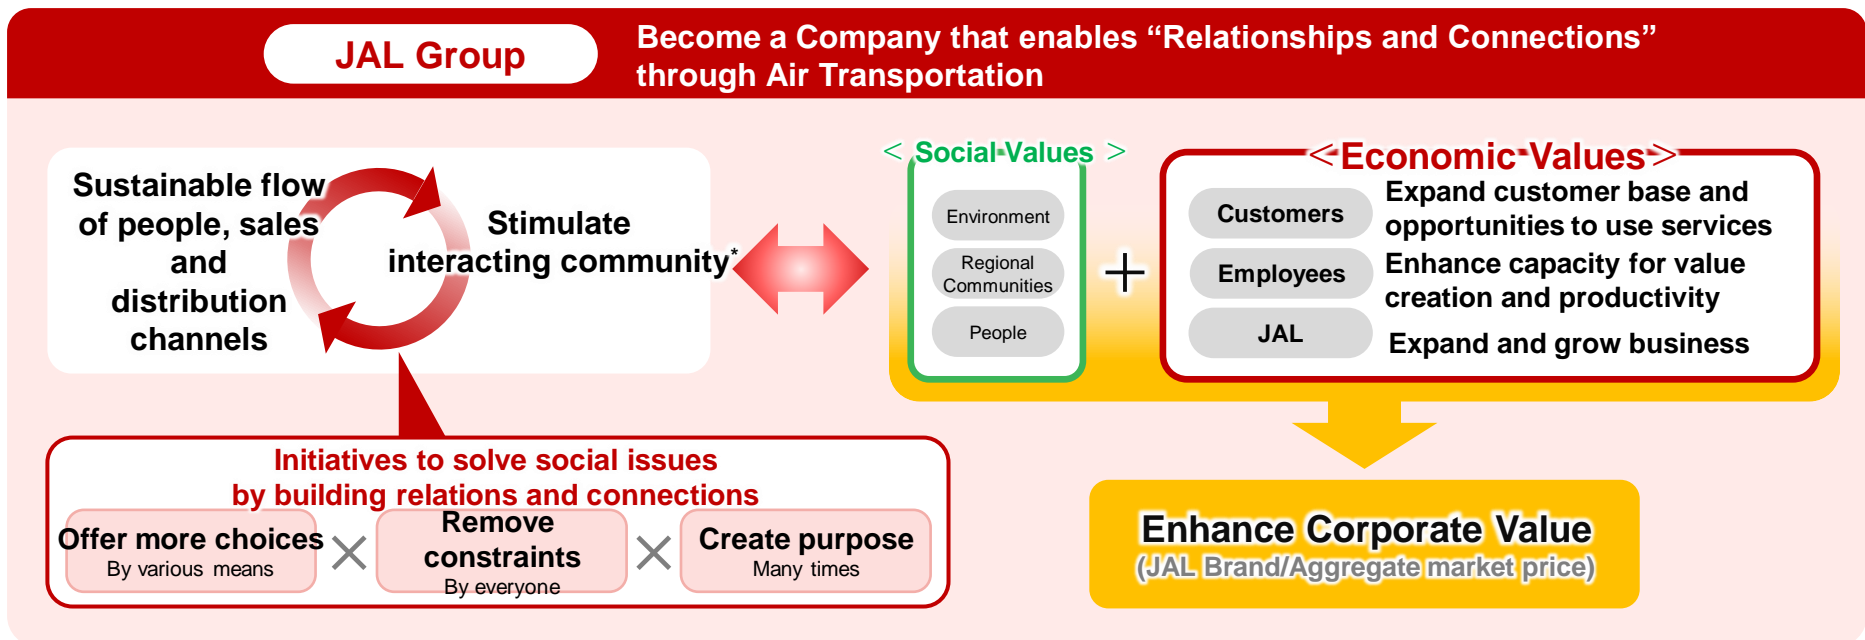 JAL Group
Become a Company that enables “Relationships and Connections”
through Air Transportation
Sustainable flow
of people, sales
and
distribution
channels
Stimulate
interacting community*
< Social Values >
Environment
Regional
Communities
People
+
<Economic Values>
Customers
Expand customer base and
opportunities to use services
Employees
Enhance capacity for value
creation and productivity
JAL
Expand and grow business
Initiatives to solve social issues
by building relations and connections
Offer more choices
By various means
×
Remove
constraints
By everyone
×
Create purpose
Many times
Enhance Corporate Value
(JAL Brand/Aggregate market price)